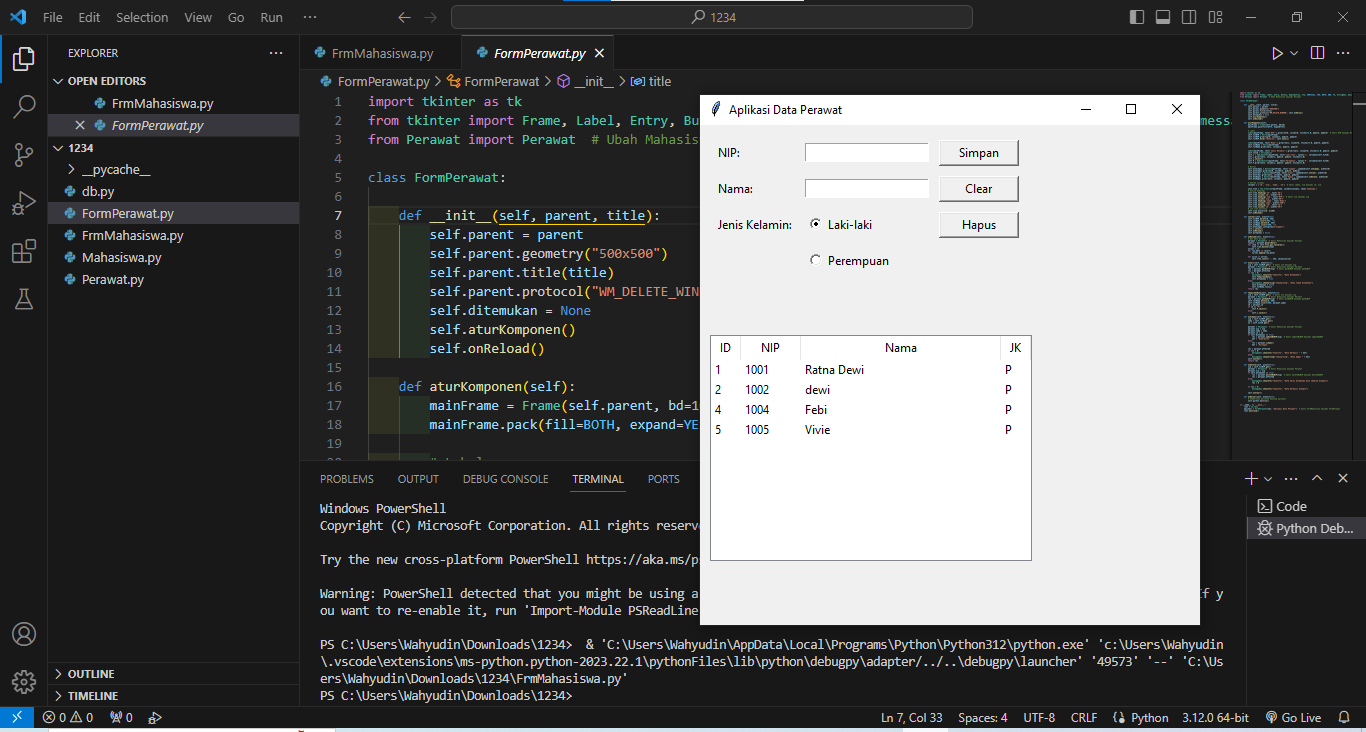 File Edit Selection View Go Run ··· 1234
EXPLORER ···
OPEN EDITORS
FrmMahasiswa.py
FormPerawat.py
1234
__pycache__
db.py
FormPerawat.py
FrmMahasiswa.py
Mahasiswa.py
Perawat.py
OUTLINE
TIMELINE
FrmMahasiswa.py FormPerawat.py
FormPerawat.py > FormPerawat > __init__ > title
1 import tkinter as tk
2 from tkinter import Frame, Label, Entry, Bu
3 from Perawat import Perawat # Ubah Mahasis
4
5 class FormPerawat:
6
7 def __init__(self, parent, title):
8 self.parent = parent
9 self.parent.geometry("500x500")
10 self.parent.title(title)
11 self.parent.protocol("WM_DELETE_WIN
12 self.ditemukan = None
13 self.aturKomponen()
14 self.onReload()
15
16 def aturKomponen(self):
17 mainFrame = Frame(self.parent, bd=1
18 mainFrame.pack(fill=BOTH, expand=YE
19
messa
Aplikasi Data Perawat
NIP: Simpan
Nama: Clear
Jenis Kelamin: Laki-laki Hapus
Perempuan
ID NIP Nama JK
1 1001 Ratna Dewi P
2 1002 dewi P
4 1004 Febi P
5 1005 Vivie P
PROBLEMS OUTPUT DEBUG CONSOLE TERMINAL PORTS
Code
Python Deb...
Windows PowerShell
Copyright (C) Microsoft Corporation. All rights reserve
Try the new cross-platform PowerShell https://aka.ms/p
Warning: PowerShell detected that you might be using a If y
ou want to re-enable it, run 'Import-Module PSReadLine
PS C:\Users\Wahyudin\Downloads\1234> & 'C:\Users\Wahyudin\AppData\Local\Programs\Python\Python312\python.exe' 'c:\Users\Wahyudin
\.vscode\extensions\ms-python.python-2023.22.1\pythonFiles\lib\python\debugpy\adapter/../..\debugpy\launcher' '49573' '--' 'C:\Us
ers\Wahyudin\Downloads\1234\FrmMahasiswa.py'
PS C:\Users\Wahyudin\Downloads\1234>
0 0 0 Ln 7, Col 33 Spaces: 4 UTF-8 CRLF Python 3.12.0 64-bit Go Live